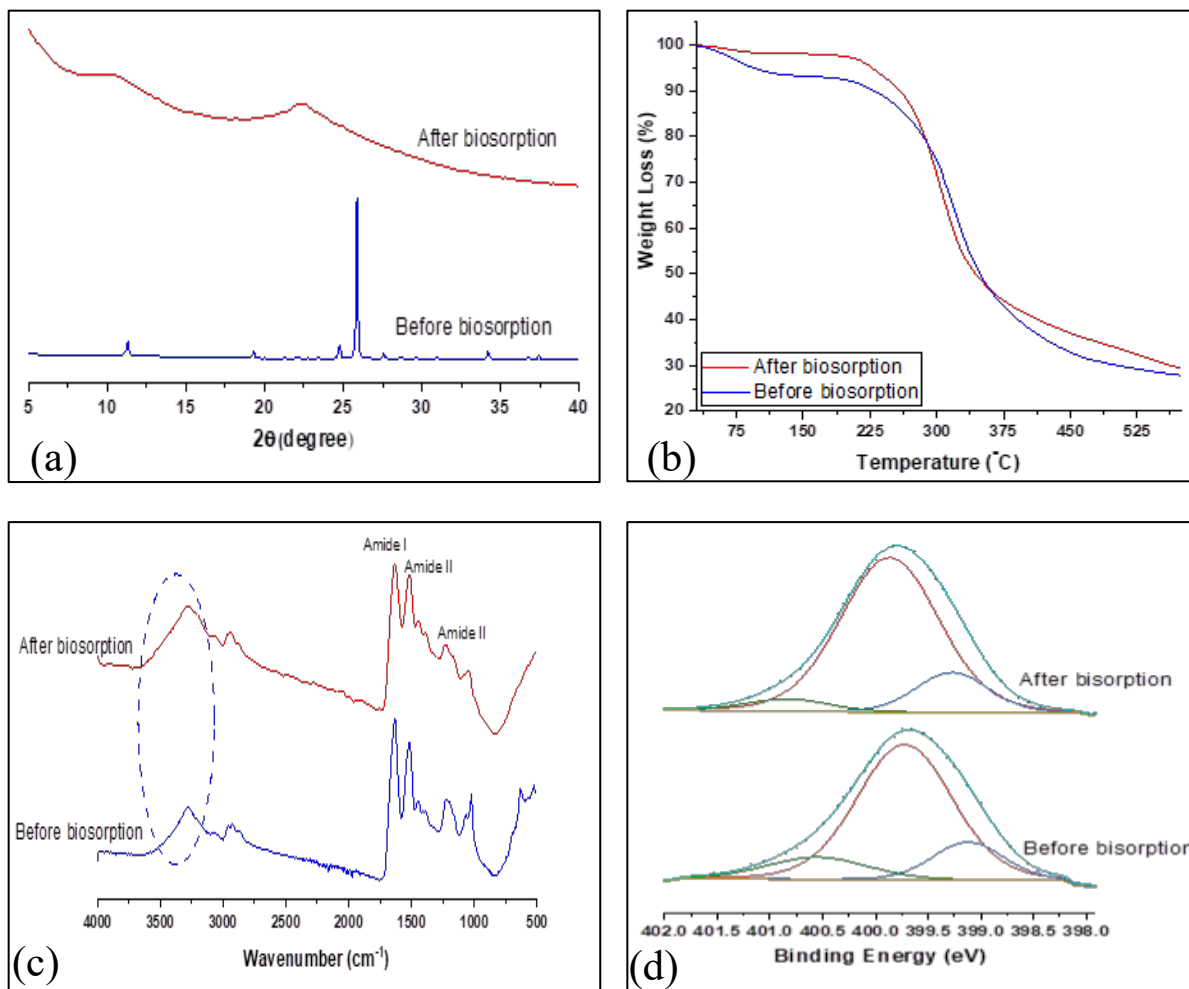 After biosorption
Before biosorption
5 10 15 20 25 30 35 40
2θ (degree)
(a)
100
90
80
70
60
50
40
30
20
Weight Loss (%)
After biosorption
Before biosorption
75 150 225 300 375 450 525
Temperature (°C)
(b)
Amide I
Amide II
Amide II
After biosorption
Before biosorption
4000 3500 3000 2500 2000 1500 1000 500
Wavenumber (cm⁻¹)
(c)
After bisorption
Before bisorption
402.0 401.5 401.0 400.5 400.0 399.5 399.0 398.5 398.0
Binding Energy (eV)
(d)